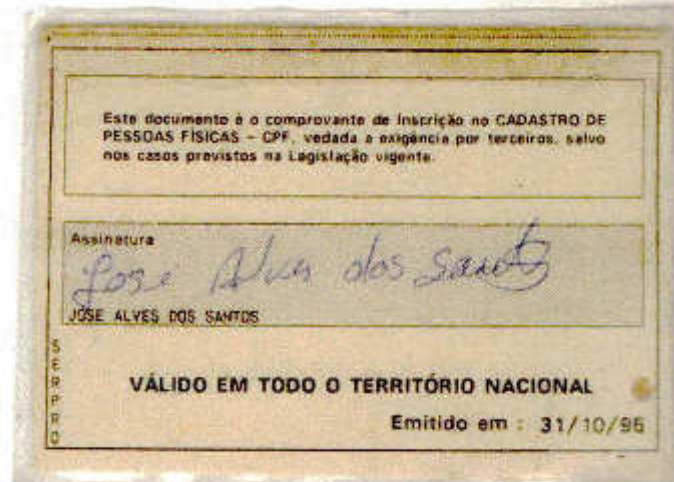 Este documento é o comprovante de inscrição no CADASTRO DE
PESSOAS FÍSICAS – CPF, vedada a exigência por terceiros, salvo
nos casos previstos na Legislação vigente.
Assinatura
José Alves dos Santos
JOSE ALVES DOS SANTOS
SERPRO
VÁLIDO EM TODO O TERRITÓRIO NACIONAL
Emitido em : 31/10/95